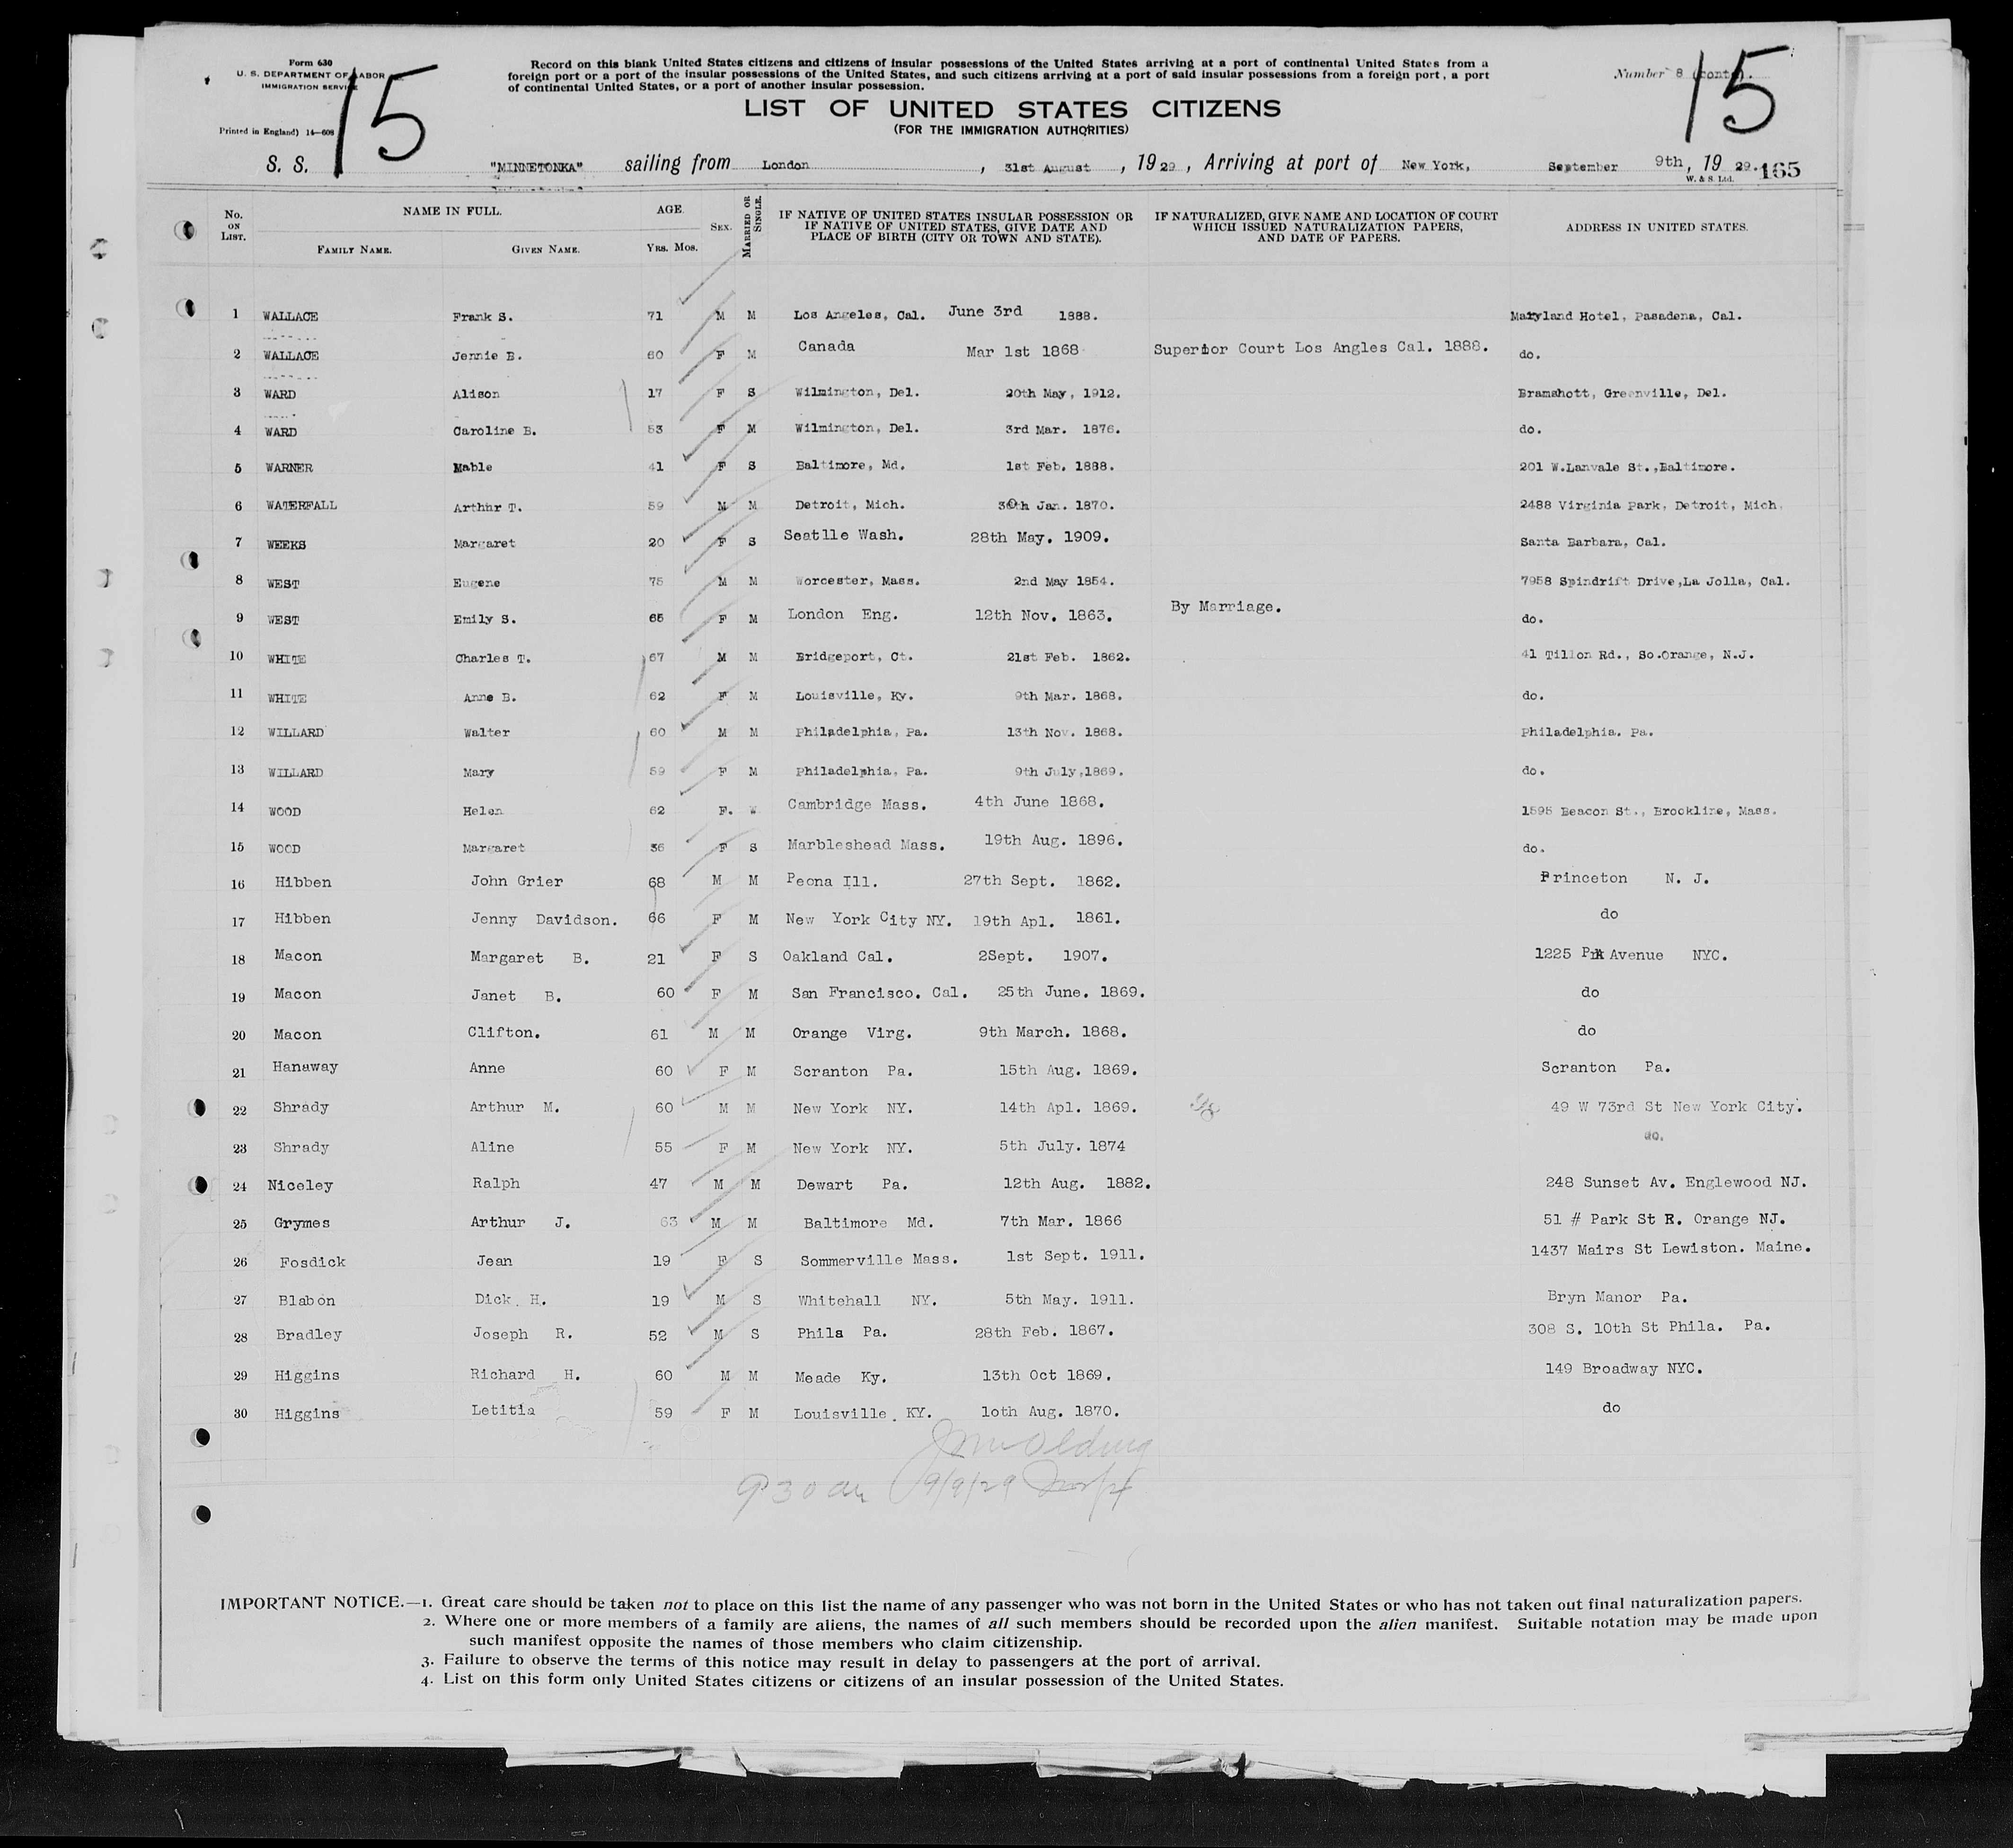 Form 630
U. S. DEPARTMENT OF LABOR
IMMIGRATION SERVICE
Printed in England) 14—608
15
Record on this blank United States citizens and citizens of insular possessions of the United States arriving at a port of continental United States from a
foreign port or a port of the insular possessions of the United States, and such citizens arriving at a port of said insular possessions from a foreign port, a port
of continental United States, or a port of another insular possession.
Number 8 (contd).
15
LIST OF UNITED STATES CITIZENS
(FOR THE IMMIGRATION AUTHORITIES)
S. S. "MINNETONKA" sailing from London, 31st August, 1929, Arriving at port of New York, September 9th, 1929.
W. & S. Ltd.
165
No. ON LIST. NAME IN FULL. FAMILY NAME. GIVEN NAME. AGE. YRS. MOS. SEX. MARRIED OR SINGLE. IF NATIVE OF UNITED STATES INSULAR POSSESSION OR IF NATIVE OF UNITED STATES, GIVE DATE AND PLACE OF BIRTH (CITY OR TOWN AND STATE). IF NATURALIZED, GIVE NAME AND LOCATION OF COURT WHICH ISSUED NATURALIZATION PAPERS, AND DATE OF PAPERS. ADDRESS IN UNITED STATES.
1 WALLACE Frank S. 71 M M Los Angeles, Cal. June 3rd 1888. Maryland Hotel, Pasadena, Cal.
2 WALLACE Jennie E. 60 F M Canada Mar 1st 1868 Superior Court Los Angles Cal. 1888. do.
3 WARD Alison 17 F S Wilmington, Del. 20th May, 1912. Bramshott, Greenville, Del.
4 WARD Caroline B. 53 F M Wilmington, Del. 3rd Mar. 1876. do.
5 WARNER Mable 41 F S Baltimore, Md. 1st Feb. 1888. 201 W.Lanvale St.,Baltimore.
6 WATERFALL Arthur T. 59 M M Detroit, Mich. 30th Jan. 1870. 2488 Virginia Park, Detroit, Mich.
7 WEEKS Margaret 20 F S Seatlle Wash. 28th May. 1909. Santa Barbara, Cal.
8 WEST Eugene 75 M M Worcester, Mass. 2nd May 1854. 7958 Spindrift Drive,La Jolla, Cal.
9 WEST Emily S. 65 F M London Eng. 12th Nov. 1863. By Marriage. do.
10 WHITE Charles T. 67 M M Bridgeport, Ct. 21st Feb. 1862. 41 Tillon Rd., So.Orange, N.J.
11 WHITE Anne B. 62 F M Louisville, Ky. 9th Mar. 1868. do.
12 WILLARD Walter 60 M M Philadelphia, Pa. 13th Nov. 1868. Philadelphia. Pa.
13 WILLARD Mary 59 F M Philadelphia, Pa. 9th July,1869. do.
14 WOOD Helen 62 F. W Cambridge Mass. 4th June 1868. 1595 Beacon St., Brookline, Mass.
15 WOOD Margaret 36 F S Marbleshead Mass. 19th Aug. 1896. do.
16 Hibben John Grier 68 M M Peona Ill. 27th Sept. 1862. Princeton N. J.
17 Hibben Jenny Davidson. 66 F M New York City NY. 19th Apl. 1861. do
18 Macon Margaret B. 21 F S Oakland Cal. 2Sept. 1907. 1225 Prk Avenue NYC.
19 Macon Janet B. 60 F M San Francisco. Cal. 25th June. 1869. do
20 Macon Clifton. 61 M M Orange Virg. 9th March. 1868. do
21 Hanaway Anne 60 F M Scranton Pa. 15th Aug. 1869. Scranton Pa.
22 Shrady Arthur M. 60 M M New York NY. 14th Apl. 1869. 49 W 73rd St New York City.
23 Shrady Aline 55 F M New York NY. 5th July. 1874 do.
24 Niceley Ralph 47 M M Dewart Pa. 12th Aug. 1882. 248 Sunset Av. Englewood NJ.
25 Grymes Arthur J. 63 M M Baltimore Md. 7th Mar. 1866 51 # Park St R. Orange NJ.
26 Fosdick Jean 19 F S Sommerville Mass. 1st Sept. 1911. 1437 Mairs St Lewiston. Maine.
27 Blabon Dick. H. 19 M S Whitehall NY. 5th May. 1911. Bryn Manor Pa.
28 Bradley Joseph R. 52 M S Phila Pa. 28th Feb. 1867. 308 S. 10th St Phila. Pa.
29 Higgins Richard H. 60 M M Meade Ky. 13th Oct 1869. 149 Broadway NYC.
30 Higgins Letitia 59 F M Louisville. KY. 1oth Aug. 1870. do
930 am 9/9/29
IMPORTANT NOTICE.—1. Great care should be taken not to place on this list the name of any passenger who was not born in the United States or who has not taken out final naturalization papers.
2. Where one or more members of a family are aliens, the names of all such members should be recorded upon the alien manifest. Suitable notation may be made upon
such manifest opposite the names of those members who claim citizenship.
3. Failure to observe the terms of this notice may result in delay to passengers at the port of arrival.
4. List on this form only United States citizens or citizens of an insular possession of the United States.